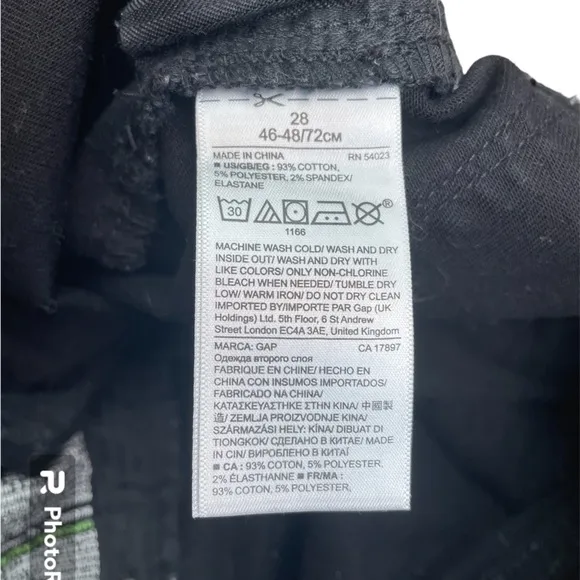 28
46-48/72CM
MADE IN CHINA RN 54023
■ US/GB/EG : 93% COTTON,
5% POLYESTER, 2% SPANDEX/
ELASTANE
30
®
1166
MACHINE WASH COLD/ WASH AND DRY
INSIDE OUT/ WASH AND DRY WITH
LIKE COLORS/ ONLY NON-CHLORINE
BLEACH WHEN NEEDED/ TUMBLE DRY
LOW/ WARM IRON/ DO NOT DRY CLEAN
IMPORTED BY/IMPORTE PAR Gap (UK
Holdings) Ltd. 5th Floor, 6 St Andrew
Street London EC4A 3AE, United Kingdom
MARCA: GAP CA 17897
Одежда второго слоя
FABRIQUE EN CHINE/ HECHO EN
CHINA CON INSUMOS IMPORTADOS/
FABRICADO NA CHINA/
ΚΑΤΑΣΚΕΥΑΣΤΗΚΕ ΣΤΗΝ ΚΙΝΑ/ 中國製
造/ ZEMLJA PROIZVODNJE KINA/
SZÁRMAZÁSI HELY: KÍNA/ DIBUAT DI
TIONGKOK/ СДЕЛАНО В КИТАЕ/ MADE
IN CIN/ ВИРОБЛЕНО В КИТАЇ
■ CA : 93% COTON, 5% POLYESTER,
2% ÉLASTHANNE ■ FR/MA :
93% COTON, 5% POLYESTER,
PhotoR